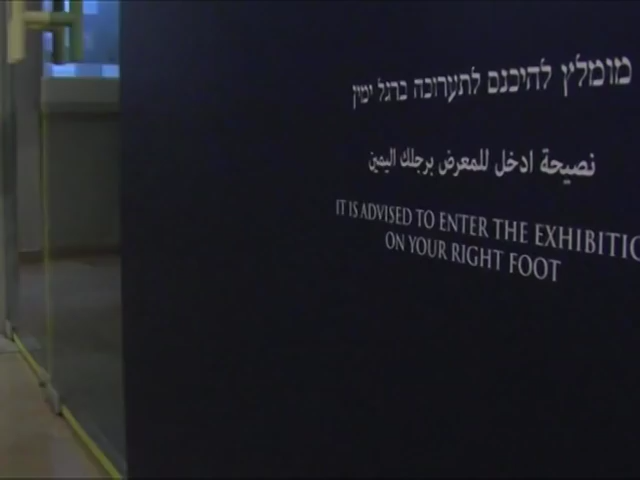 מומלץ להיכנס לתערוכה ברגל ימין
نصيحة ادخل للمعرض برجلك اليمين
IT IS ADVISED TO ENTER THE EXHIBITIO
ON YOUR RIGHT FOOT